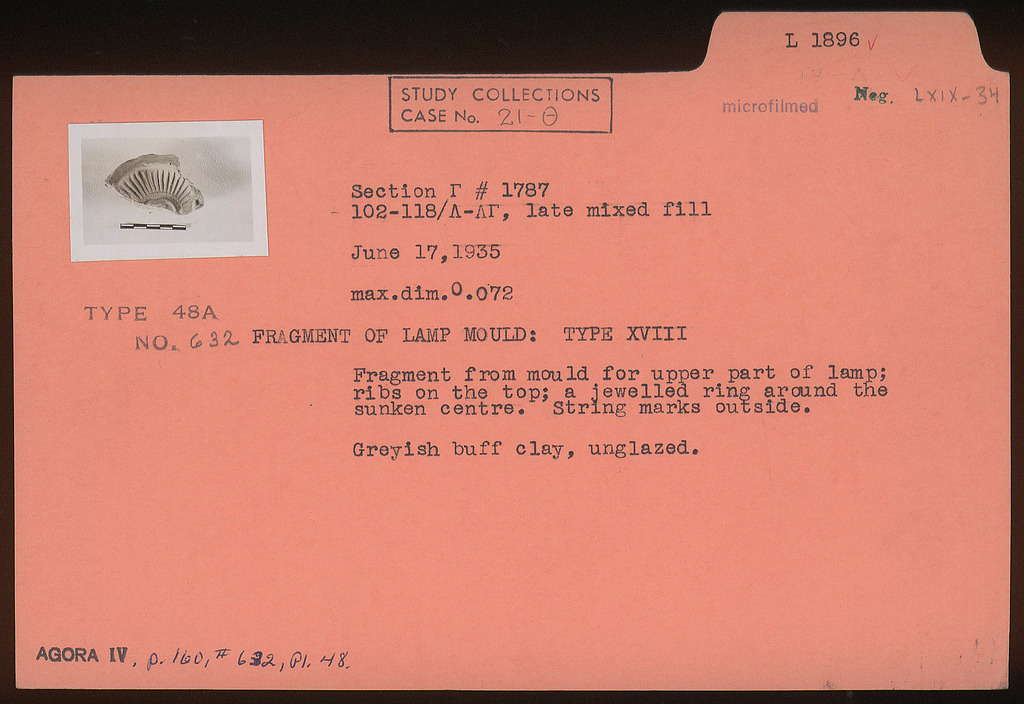 L 1896 ✓
STUDY COLLECTIONS
CASE No. 21-Θ
microfilmed
Neg. LXIX-34
Section Γ # 1787
- 102-118/Λ-ΛΓ, late mixed fill
June 17,1935
max.dim.0.072
TYPE 48A
NO. 632
FRAGMENT OF LAMP MOULD: TYPE XVIII
Fragment from mould for upper part of lamp;
ribs on the top; a jewelled ring around the
sunken centre. String marks outside.
Greyish buff clay, unglazed.
AGORA IV, p. 160, # 632, Pl. 48.